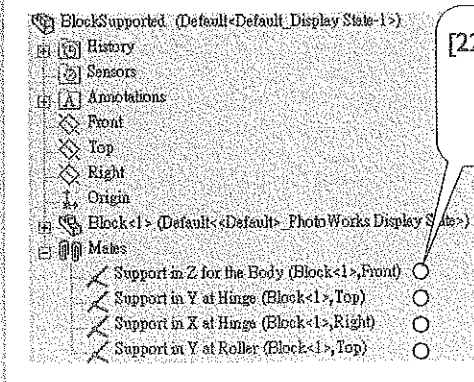 BlockSupported (Default<Default_Display State-1>)
[22
History
Sensors
Annotations
Front
Top
Right
Origin
Block<1> (Default<<Default>_PhotoWorks Display State>)
Mates
Support in Z for the Body (Block<1>,Front)
Support in Y at Hinge (Block<1>,Top)
Support in X at Hinge (Block<1>,Right)
Support in Y at Roller (Block<1>,Top)